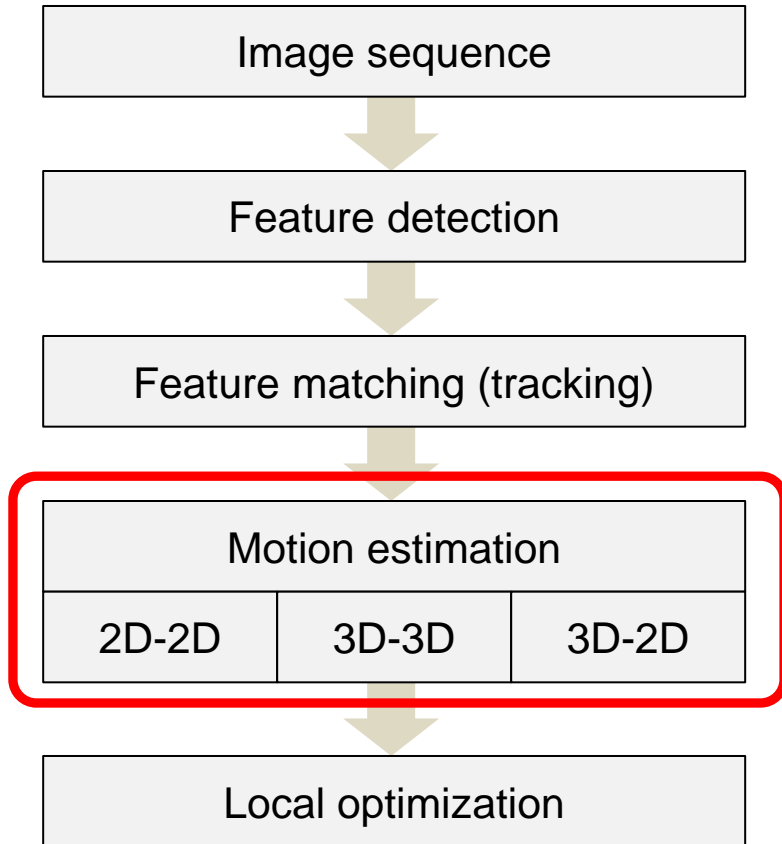 Image sequence
Feature detection
Feature matching (tracking)
Motion estimation
2D-2D 3D-3D 3D-2D
Local optimization